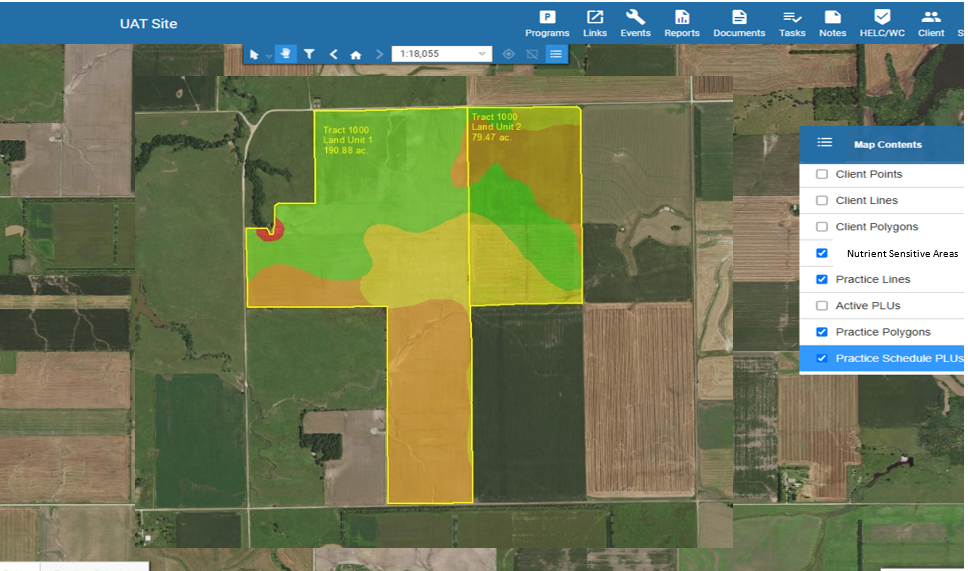 UAT Site
Programs
Links
Events
Reports
Documents
Tasks
Notes
HELC/WC
Client
S
1:18,055
Tract 1000
Land Unit 1
190.88 ac.
Tract 1000
Land Unit 2
79.47 ac.
Map Contents
Client Points
Client Lines
Client Polygons
Nutrient Sensitive Areas
Practice Lines
Active PLUs
Practice Polygons
Practice Schedule PLUs